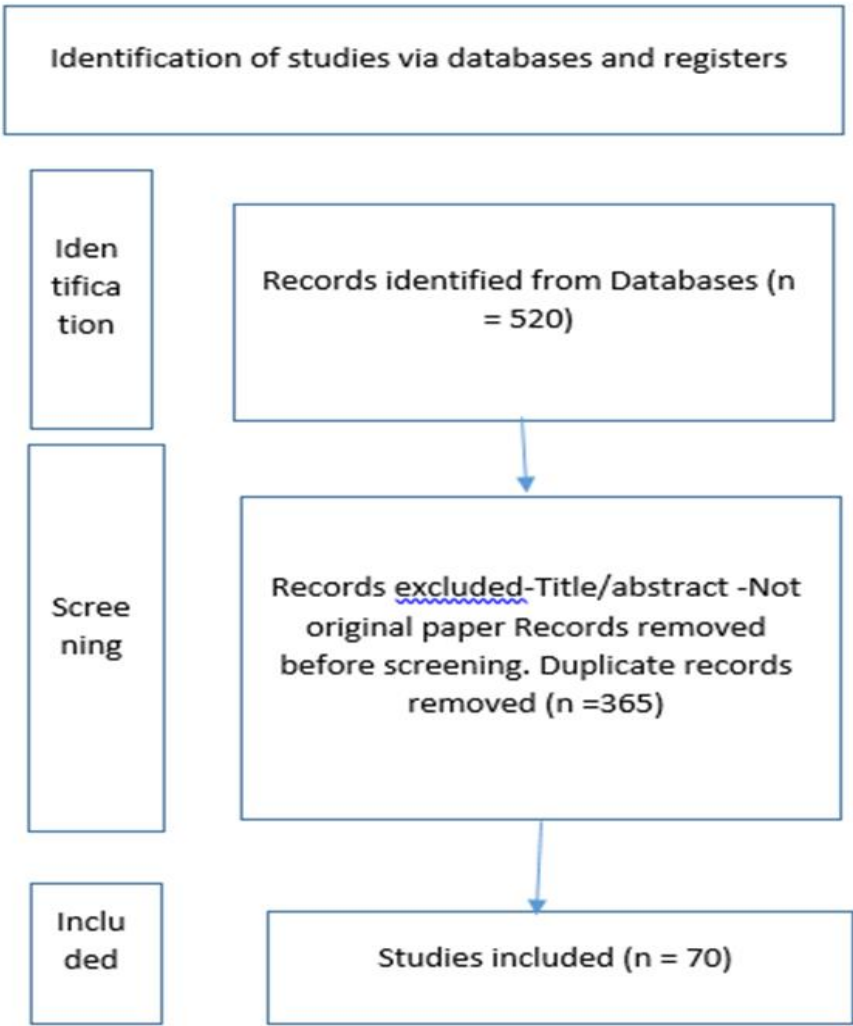 Identification of studies via databases and registers
Iden
tifica
tion
Records identified from Databases (n
= 520)
Scree
ning
Records excluded-Title/abstract -Not
original paper Records removed
before screening. Duplicate records
removed (n =365)
Inclu
ded
Studies included (n = 70)